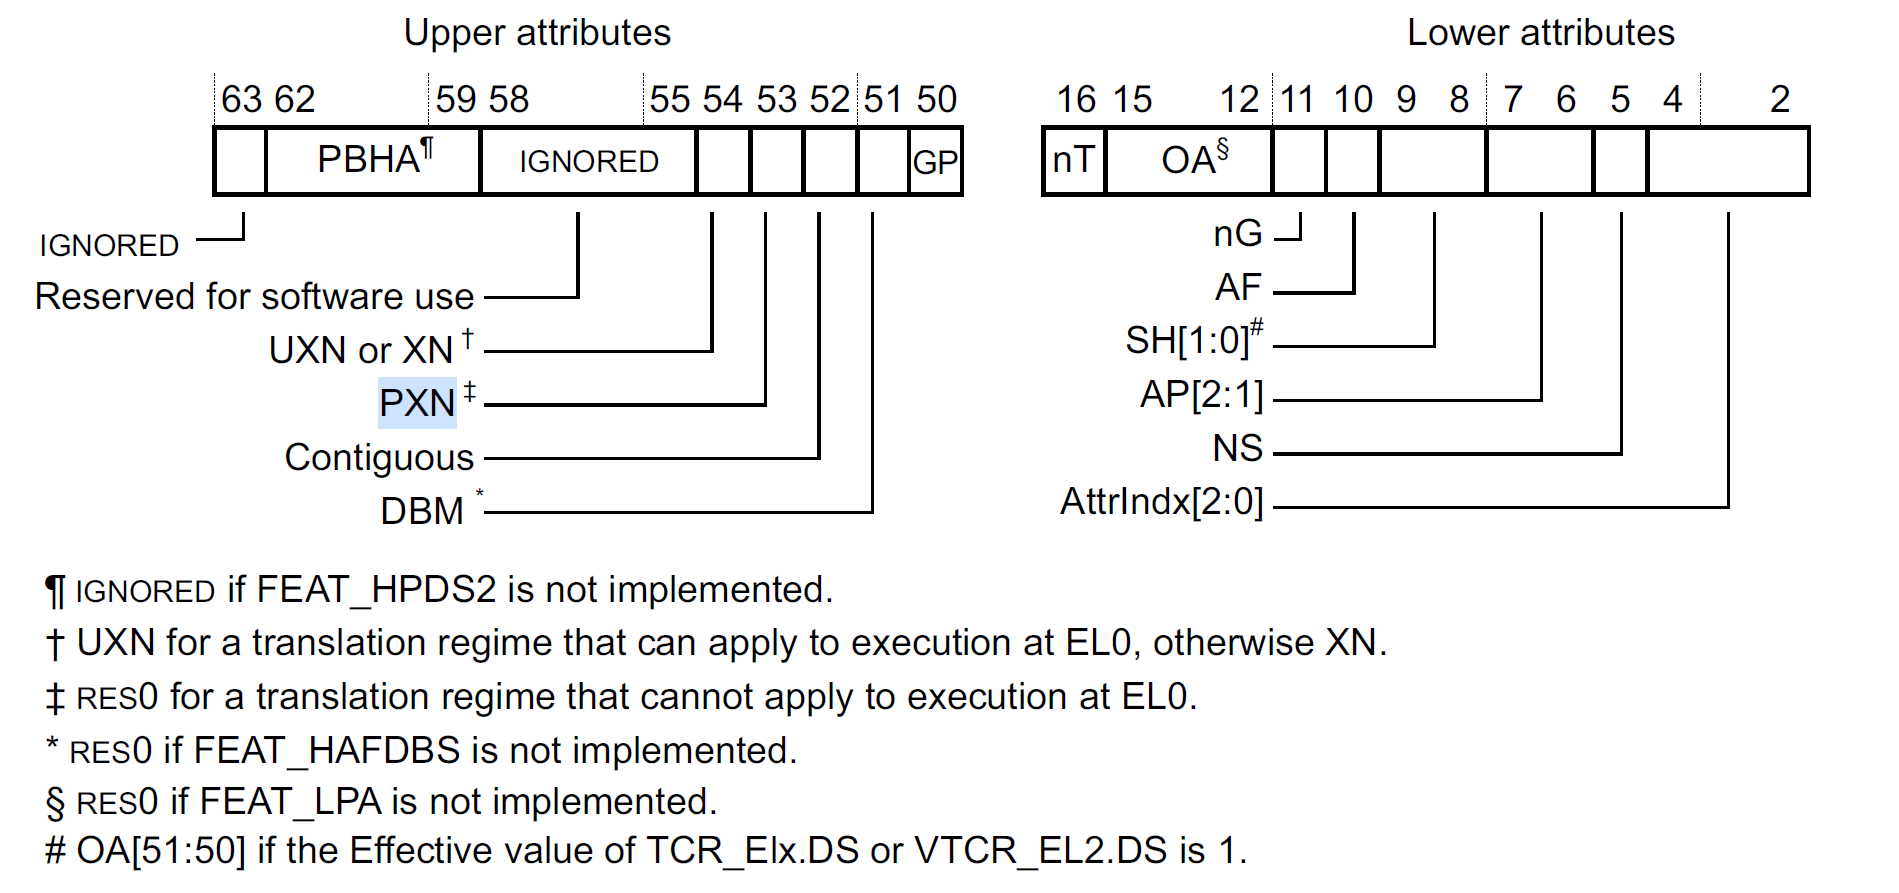 Upper attributes Lower attributes
63 62 59 58 55 54 53 52 51 50 16 15 12 11 10 9 8 7 6 5 4 2
PBHA¶ IGNORED GP nT OA§
IGNORED
Reserved for software use
UXN or XN †
PXN ‡
Contiguous
DBM *
nG
AF
SH[1:0]#
AP[2:1]
NS
AttrIndx[2:0]
¶ IGNORED if FEAT_HPDS2 is not implemented.
† UXN for a translation regime that can apply to execution at EL0, otherwise XN.
‡ RES0 for a translation regime that cannot apply to execution at EL0.
* RES0 if FEAT_HAFDBS is not implemented.
§ RES0 if FEAT_LPA is not implemented.
# OA[51:50] if the Effective value of TCR_Elx.DS or VTCR_EL2.DS is 1.